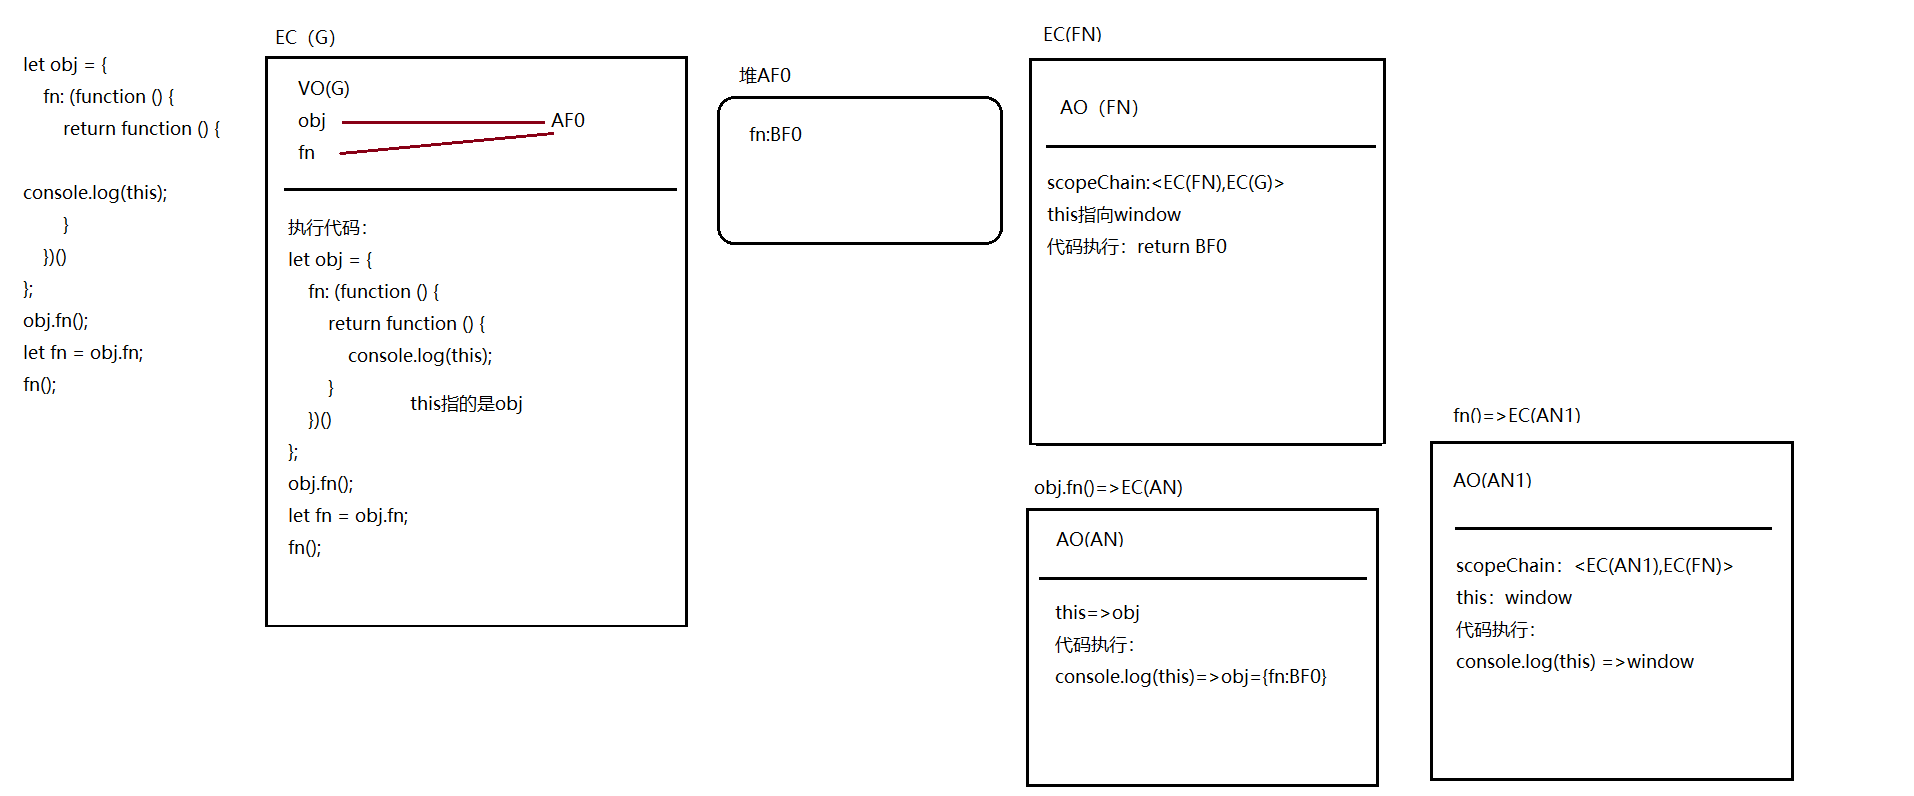 let obj = {
fn: (function () {
return function () {
console.log(this);
}
})()
};
obj.fn();
let fn = obj.fn;
fn();
EC（G）
VO(G)
obj
AF0
fn
执行代码：
let obj = {
fn: (function () {
return function () {
console.log(this);
}
this指的是obj
})()
};
obj.fn();
let fn = obj.fn;
fn();
堆AF0
fn:BF0
EC(FN)
AO（FN）
scopeChain:<EC(FN),EC(G)>
this指向window
代码执行：return BF0
obj.fn()=>EC(AN)
AO(AN)
this=>obj
代码执行：
console.log(this)=>obj={fn:BF0}
fn()=>EC(AN1)
AO(AN1)
scopeChain：<EC(AN1),EC(FN)>
this：window
代码执行：
console.log(this) =>window